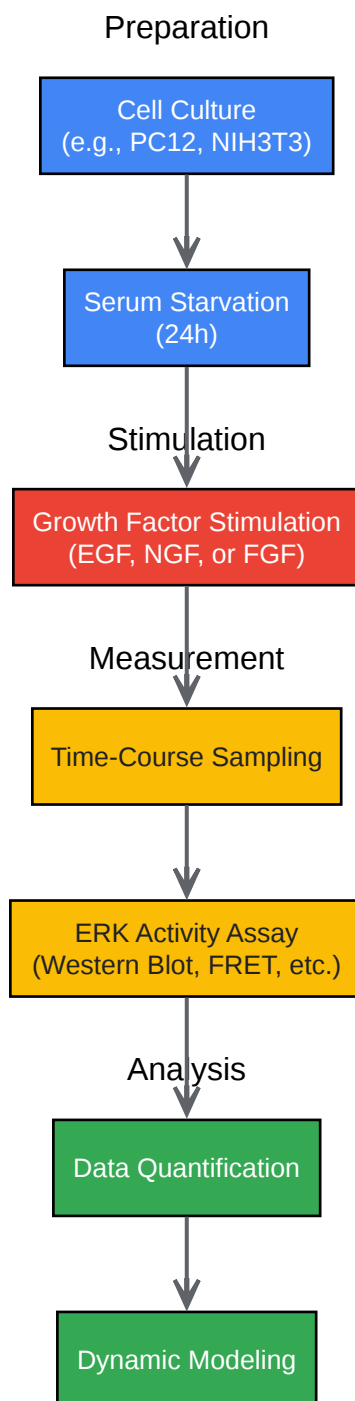 Preparation
Cell Culture
(e.g., PC12, NIH3T3)
Serum Starvation
(24h)
Stimulation
Growth Factor Stimulation
(EGF, NGF, or FGF)
Measurement
Time-Course Sampling
ERK Activity Assay
(Western Blot, FRET, etc.)
Analysis
Data Quantification
Dynamic Modeling